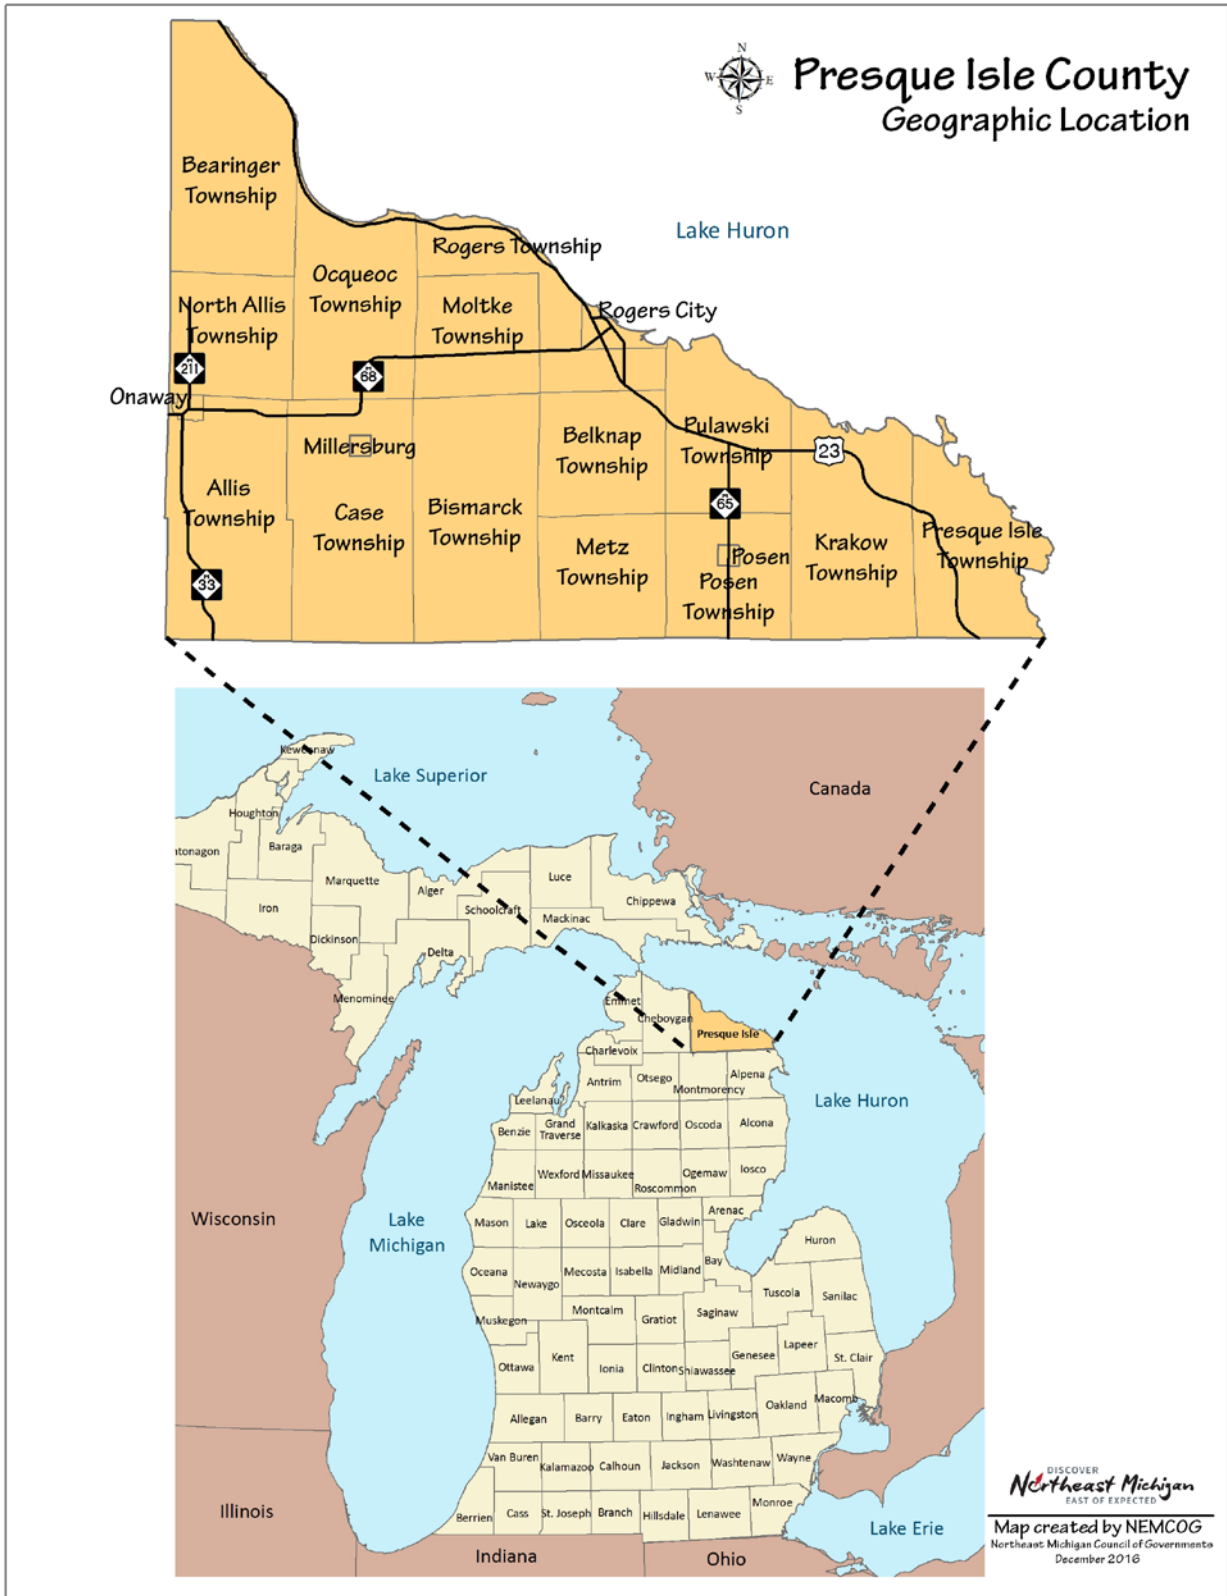 N
W
E
S
Presque Isle County
Geographic Location
Bearinger
Township
Lake Huron
Rogers Township
Ocqueoc
Township
North Allis
Township
Moltke
Township
Rogers City
M
211
M
68
Onaway
Millersburg
Belknap
Township
Pulawski
Township
23
Allis
Township
Case
Township
Bismarck
Township
M
65
Metz
Township
Krakow
Township
Presque Isle
Township
Posen
Posen
Township
M
33
Keweenaw
Lake Superior
Canada
Houghton
ntonagon
Baraga
Marquette
Alger
Luce
Chippewa
Iron
Schoolcraft
Mackinac
Dickinson
Delta
Menominee
Emmet
Cheboygan
Presque Isle
Charlevoix
Antrim
Otsego
Montmorency
Alpena
Leelanau
Lake Huron
Benzie
Grand
Traverse
Kalkaska
Crawford
Oscoda
Alcona
Manistee
Wexford
Missaukee
Roscommon
Ogemaw
Iosco
Wisconsin
Lake
Michigan
Mason
Lake
Osceola
Clare
Gladwin
Arenac
Huron
Oceana
Newaygo
Mecosta
Isabella
Midland
Bay
Tuscola
Sanilac
Muskegon
Montcalm
Gratiot
Saginaw
Ottawa
Kent
Ionia
Clinton
Shiawassee
Genesee
Lapeer
St. Clair
Allegan
Barry
Eaton
Ingham
Livingston
Oakland
Macomb
Van Buren
Kalamazoo
Calhoun
Jackson
Washtenaw
Wayne
Berrien
Cass
St. Joseph
Branch
Hillsdale
Lenawee
Monroe
Illinois
Indiana
Ohio
Lake Erie
DISCOVER
Northeast Michigan
EAST OF EXPECTED
Map created by NEMCOG
Northeast Michigan Council of Governments
December 2016